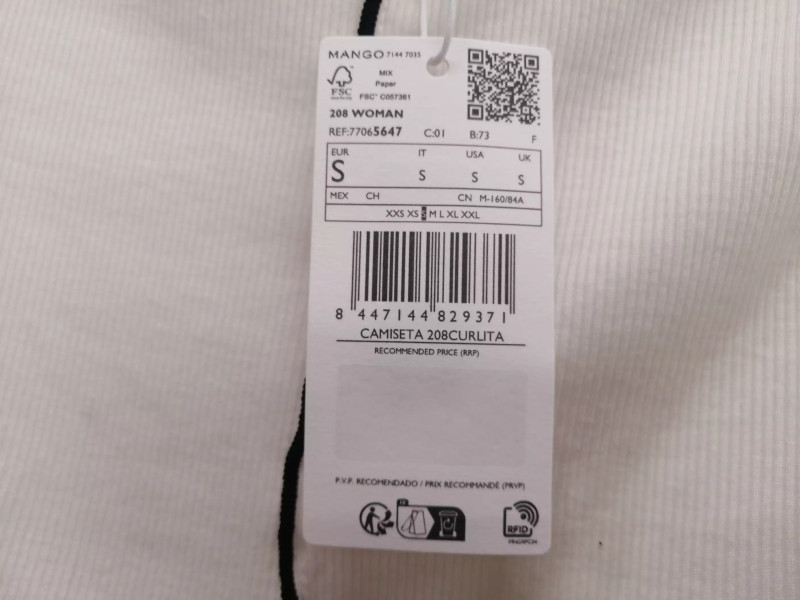 MANGO 7144 7035
MIX
Paper
FSC
FSC® C057361
208 WOMAN
REF:77065647 C:01 B:73 F
EUR IT USA UK
S S S S
MEX CH CN M-160/84A
XXS XS S M L XL XXL
8 447144 829371
CAMISETA 208CURLITA
RECOMMENDED PRICE (RRP)
P.V.P. RECOMENDADO / PRIX RECOMMANDÉ (PRVP)
RFID